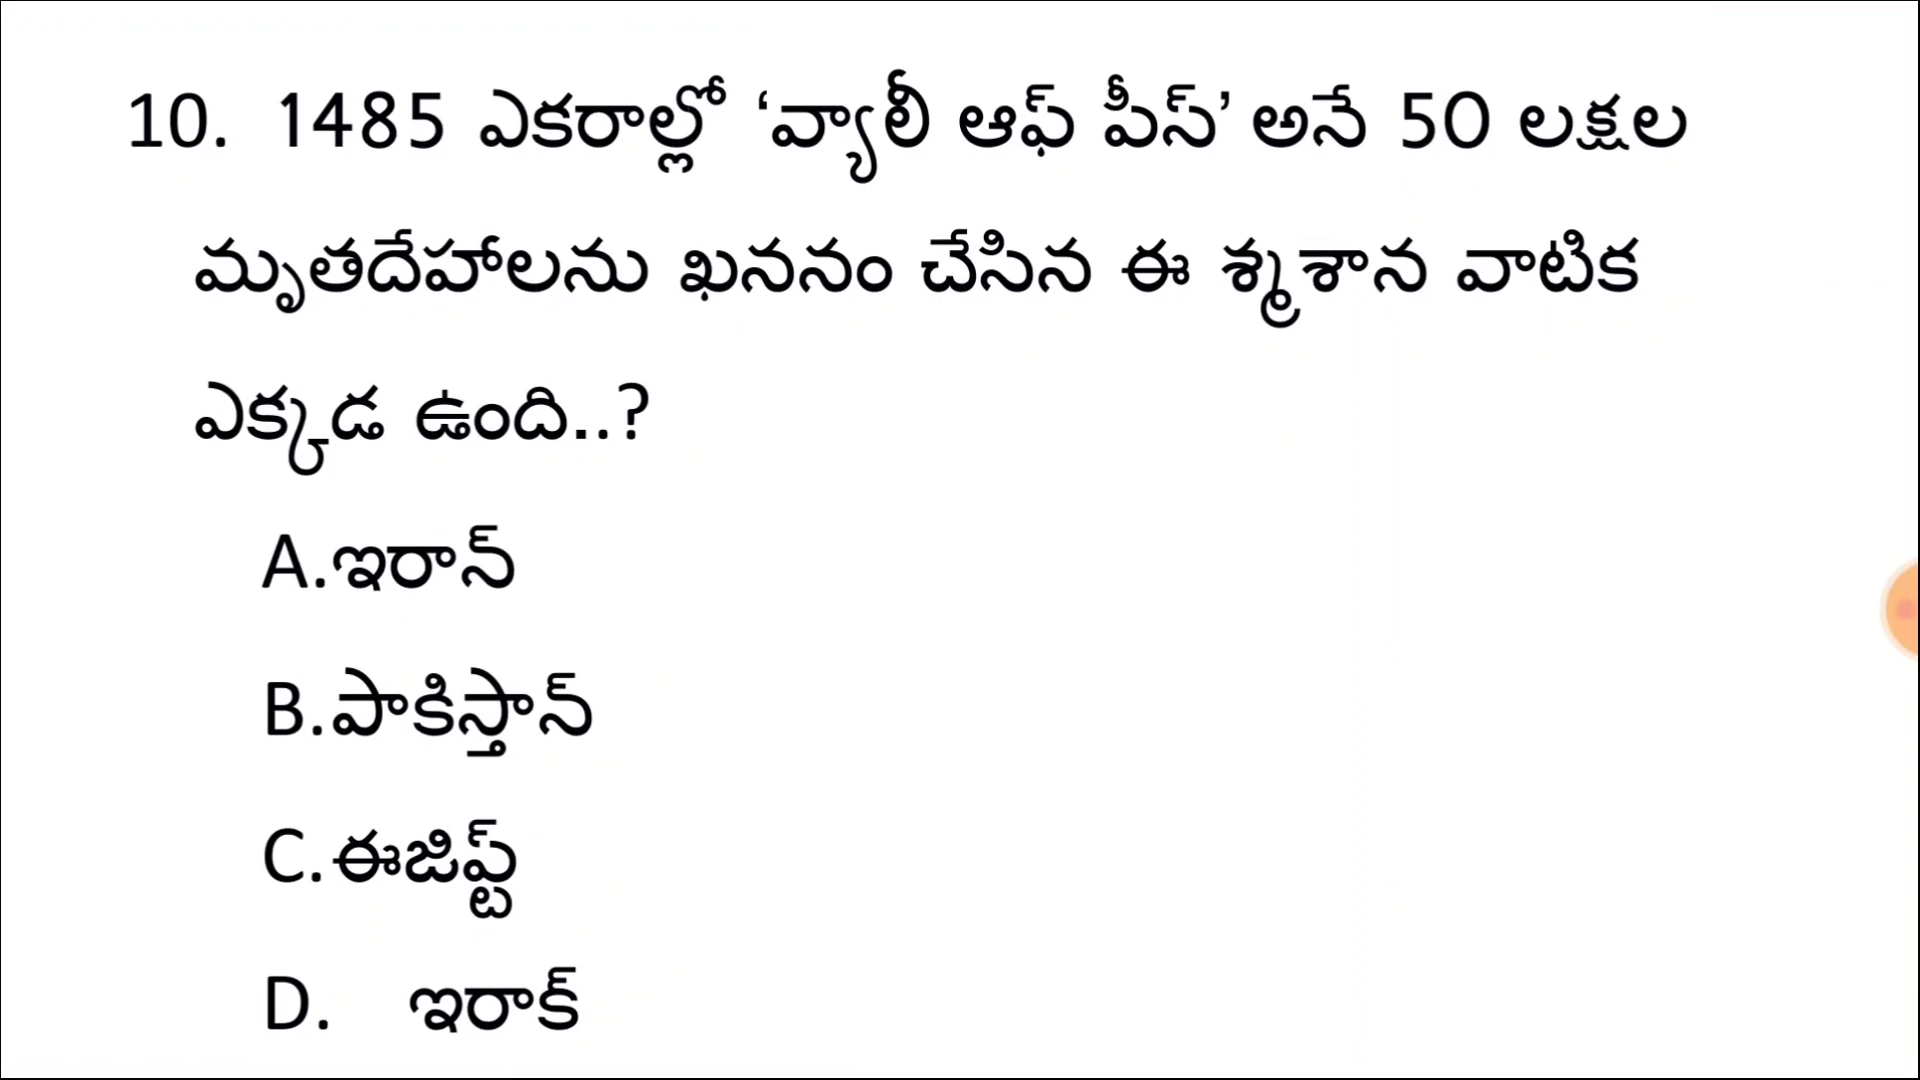 10. 1485 ఎకరాల్లో ‘వ్యాలీ ఆఫ్ పీస్’ అనే 50 లక్షల
మృతదేహాలను ఖననం చేసిన ఈ శ్మశాన వాటిక
ఎక్కడ ఉంది..?
A.ఇరాన్
B.పాకిస్తాన్
C.ఈజిప్ట్
D. ఇరాక్